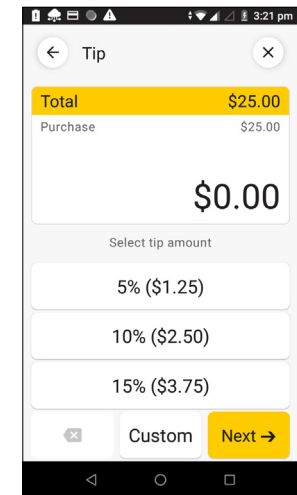 3:21 pm
Tip
Total $25.00
Purchase $25.00
$0.00
Select tip amount
5% ($1.25)
10% ($2.50)
15% ($3.75)
Custom Next →